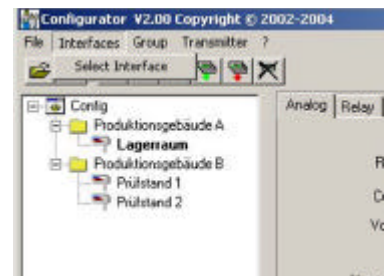 Configurator V2.00 Copyright © 2002-2004
File Interfaces Group Transmitter ?
Select Interface
Config
Produktionsgebäude A
Lagerraum
Produktionsgebäude B
Prüfstand 1
Prüfstand 2
Analog Relay